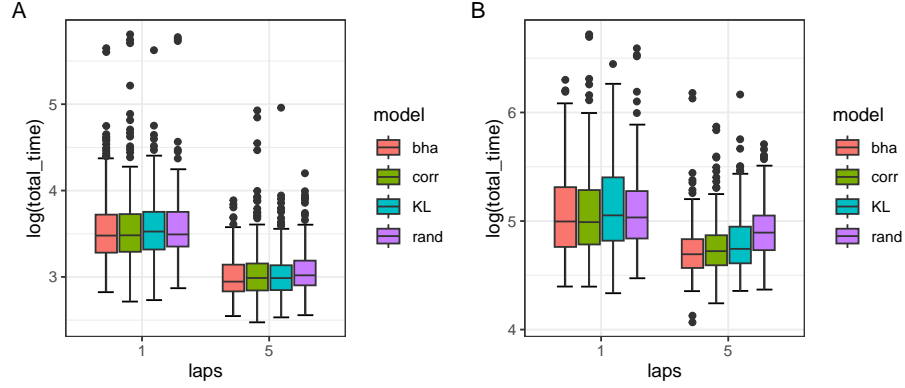 A
log(total_time)
5
4
3
1
5
laps
model
bha
corr
KL
rand
B
log(total_time)
6
5
4
1
5
laps
model
bha
corr
KL
rand